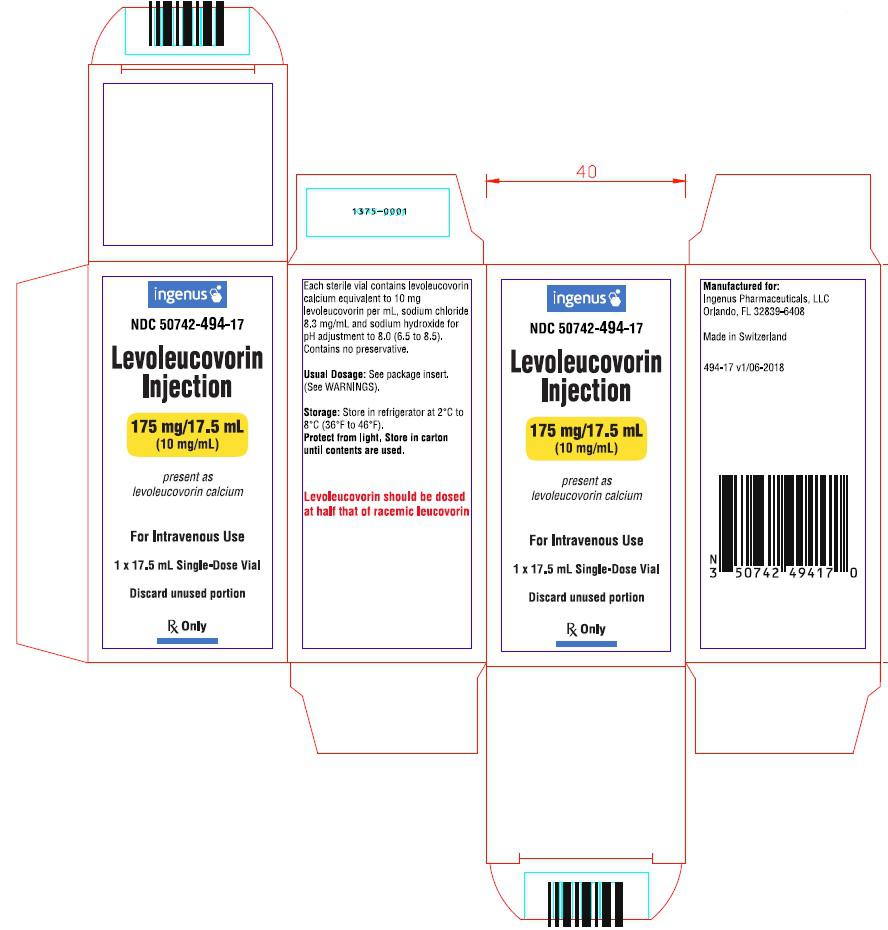 ingenus
NDC 50742-494-17
Levoleucovorin
Injection
175 mg/17.5 mL
(10 mg/mL)
present as
levoleucovorin calcium
For Intravenous Use
1 x 17.5 mL Single-Dose Vial
Discard unused portion
℞ Only
1375-0001
Each sterile vial contains levoleucovorin
calcium equivalent to 10 mg
levoleucovorin per mL, sodium chloride
8.3 mg/mL and sodium hydroxide for
pH adjustment to 8.0 (6.5 to 8.5).
Contains no preservative.
Usual Dosage: See package insert.
(See WARNINGS).
Storage: Store in refrigerator at 2°C to
8°C (36°F to 46°F).
Protect from light, Store in carton
until contents are used.
Levoleucovorin should be dosed
at half that of racemic leucovorin
40
ingenus
NDC 50742-494-17
Levoleucovorin
Injection
175 mg/17.5 mL
(10 mg/mL)
present as
levoleucovorin calcium
For Intravenous Use
1 x 17.5 mL Single-Dose Vial
Discard unused portion
℞ Only
Manufactured for:
Ingenus Pharmaceuticals, LLC
Orlando, FL 32839-6408
Made in Switzerland
494-17 v1/06-2018
N
3 50742 49417 0